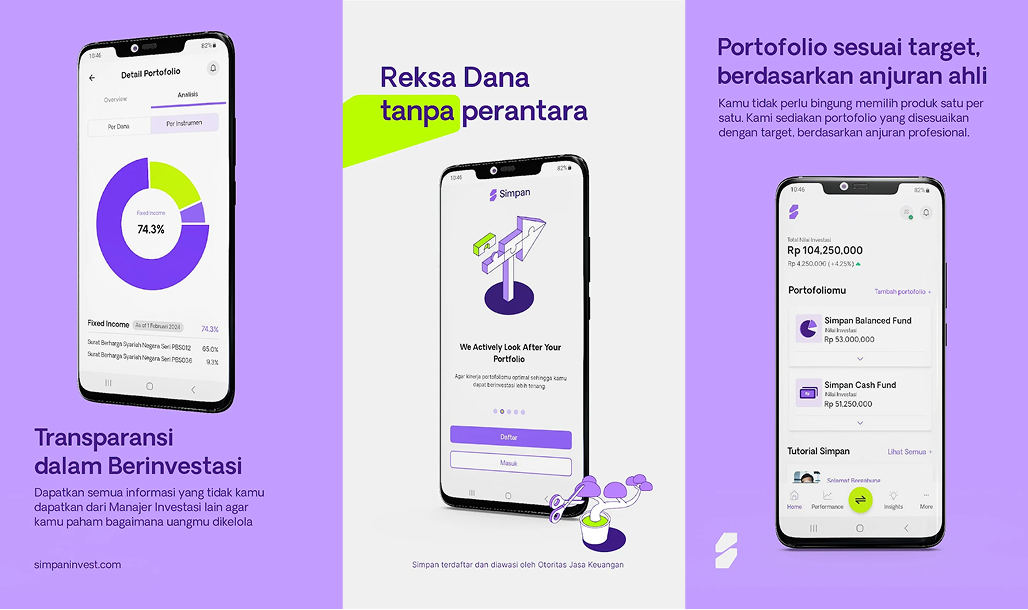 10:46
82%
Detail Portofolio
Overview
Analisis
Per Dana
Per Instrumen
Fixed Income
74.3%
Fixed Income
As of 1 Februari 2024
74.3%
Surat Berharga Syariah Negara Seri PBS012
65.0%
Surat Berharga Syariah Negara Seri PBS036
9.3%
Transparansi
dalam Berinvestasi
Dapatkan semua informasi yang tidak kamu
dapatkan dari Manajer Investasi lain agar
kamu paham bagaimana uangmu dikelola
simpaninvest.com
Reksa Dana
tanpa perantara
10:46
82%
Simpan
We Actively Look After Your
Portfolio
Agar kinerja portofoliomu optimal sehingga kamu
dapat berinvestasi lebih tenang.
Daftar
Masuk
Simpan terdaftar dan diawasi oleh Otoritas Jasa Keuangan
Portofolio sesuai target,
berdasarkan anjuran ahli
Kamu tidak perlu bingung memilih produk satu per
satu. Kami sediakan portofolio yang disesuaikan
dengan target, berdasarkan anjuran profesional.
10:46
82%
Total Nilai Investasi
Rp 104,250,000
Rp 4,250,000 (+4.25%)
Portofoliomu
Tambah portofolio +
Simpan Balanced Fund
Nilai Investasi
Rp 53,000,000
Rp
Simpan Cash Fund
Nilai Investasi
Rp 51,250,000
Tutorial Simpan
Lihat Semua
Selamat Bergabung
Home
Performance
Insights
More